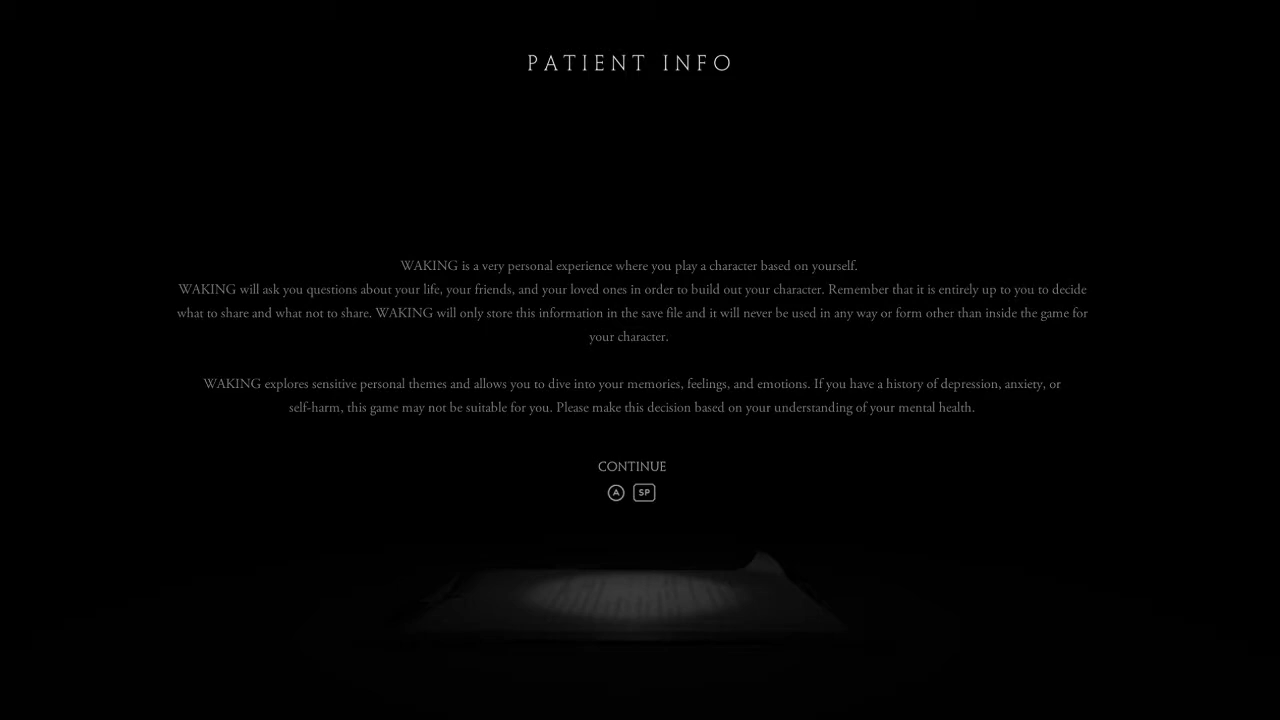 PATIENT INFO
WAKING is a very personal experience where you play a character based on yourself.
WAKING will ask you questions about your life, your friends, and your loved ones in order to build out your character. Remember that it is entirely up to you to decide
what to share and what not to share. WAKING will only store this information in the save file and it will never be used in any way or form other than inside the game for
your character.
WAKING explores sensitive personal themes and allows you to dive into your memories, feelings, and emotions. If you have a history of depression, anxiety, or
self-harm, this game may not be suitable for you. Please make this decision based on your understanding of your mental health.
CONTINUE
A SP